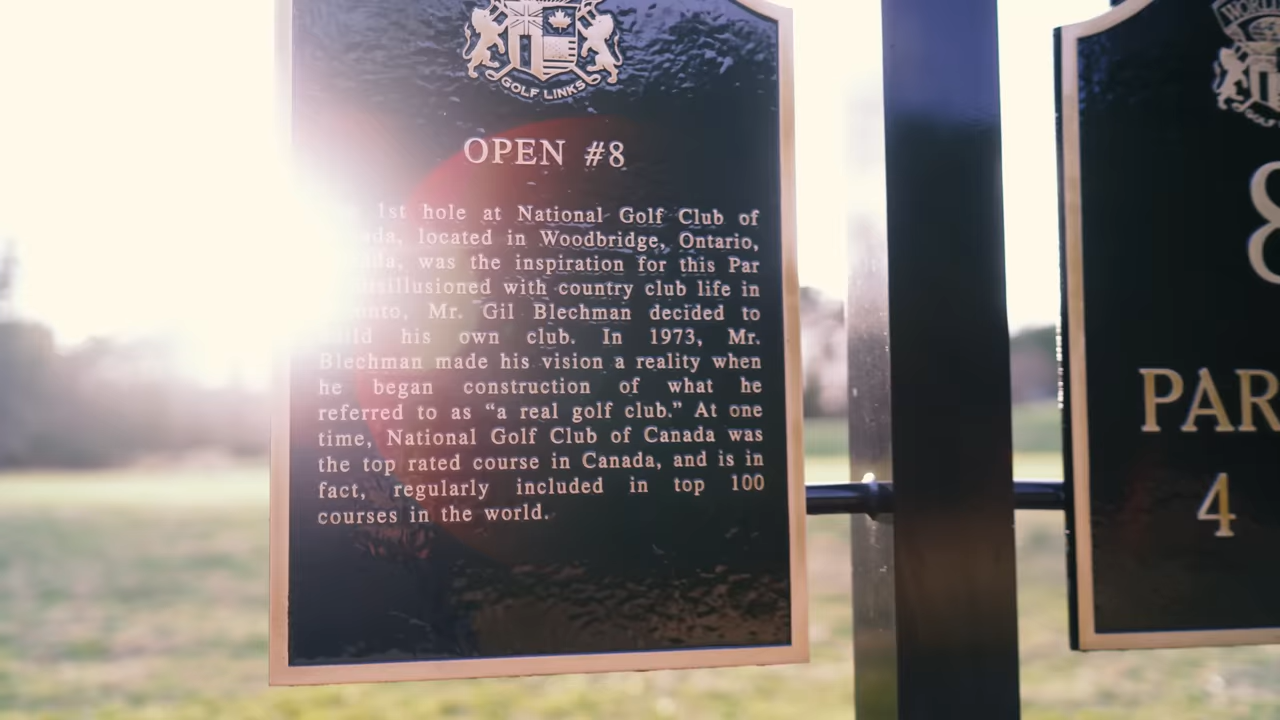 GOLF LINKS
OPEN #8
1st hole at National Golf Club of
located in Woodbridge, Ontario,
was the inspiration for this Par
with country club life in
Mr. Gil Blechman decided to
his own club. In 1973, Mr.
Blechman made his vision a reality when
he began construction of what he
referred to as “a real golf club.” At one
time, National Golf Club of Canada was
the top rated course in Canada, and is in
fact, regularly included in top 100
courses in the world.
WORLD
GOLF
8
PAR
4